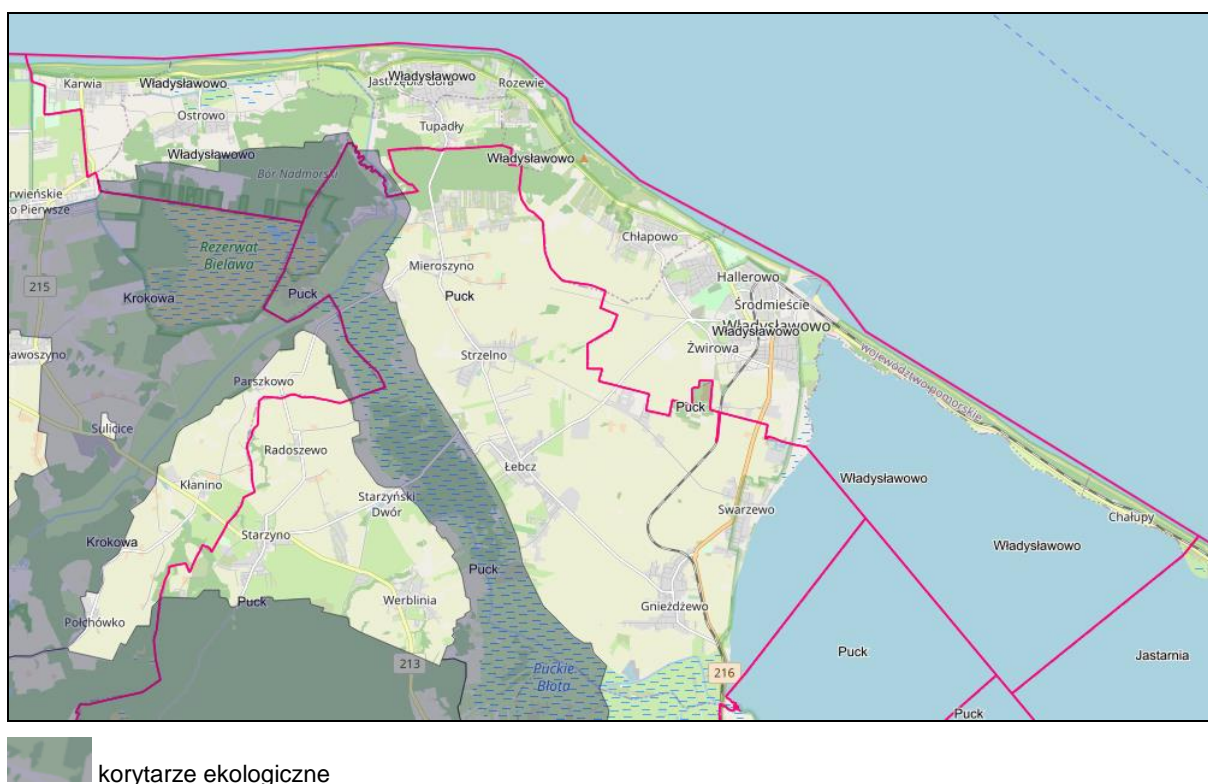 Karwia
Władysławowo
Jastrzębia Góra
Władysławowo
Rozewie
Ostrowo
Tupadły
Władysławowo
Władysławowo
Bór Nadmorski
Chłapowo
Rezerwat
Bielawa
Mieroszyno
Hallerowo
215
Krokowa
Puck
Puck
Środmieście
Władysławowo
Władysławowo
Żwirowa
województwo pomorskie
Strzelno
Parszkowo
Puck
Sulicice
Radoszewo
Łebcz
Kłanino
Starzyński
Dwór
Władysławowo
Swarzewo
Chałupy
Krokowa
Starzyno
Władysławowo
Puck
Puck
Werblinia
Gnieżdżewo
Połchówko
Puck
Jastarnia
213
Puckie
Błota
216
Puck
korytarze ekologiczne